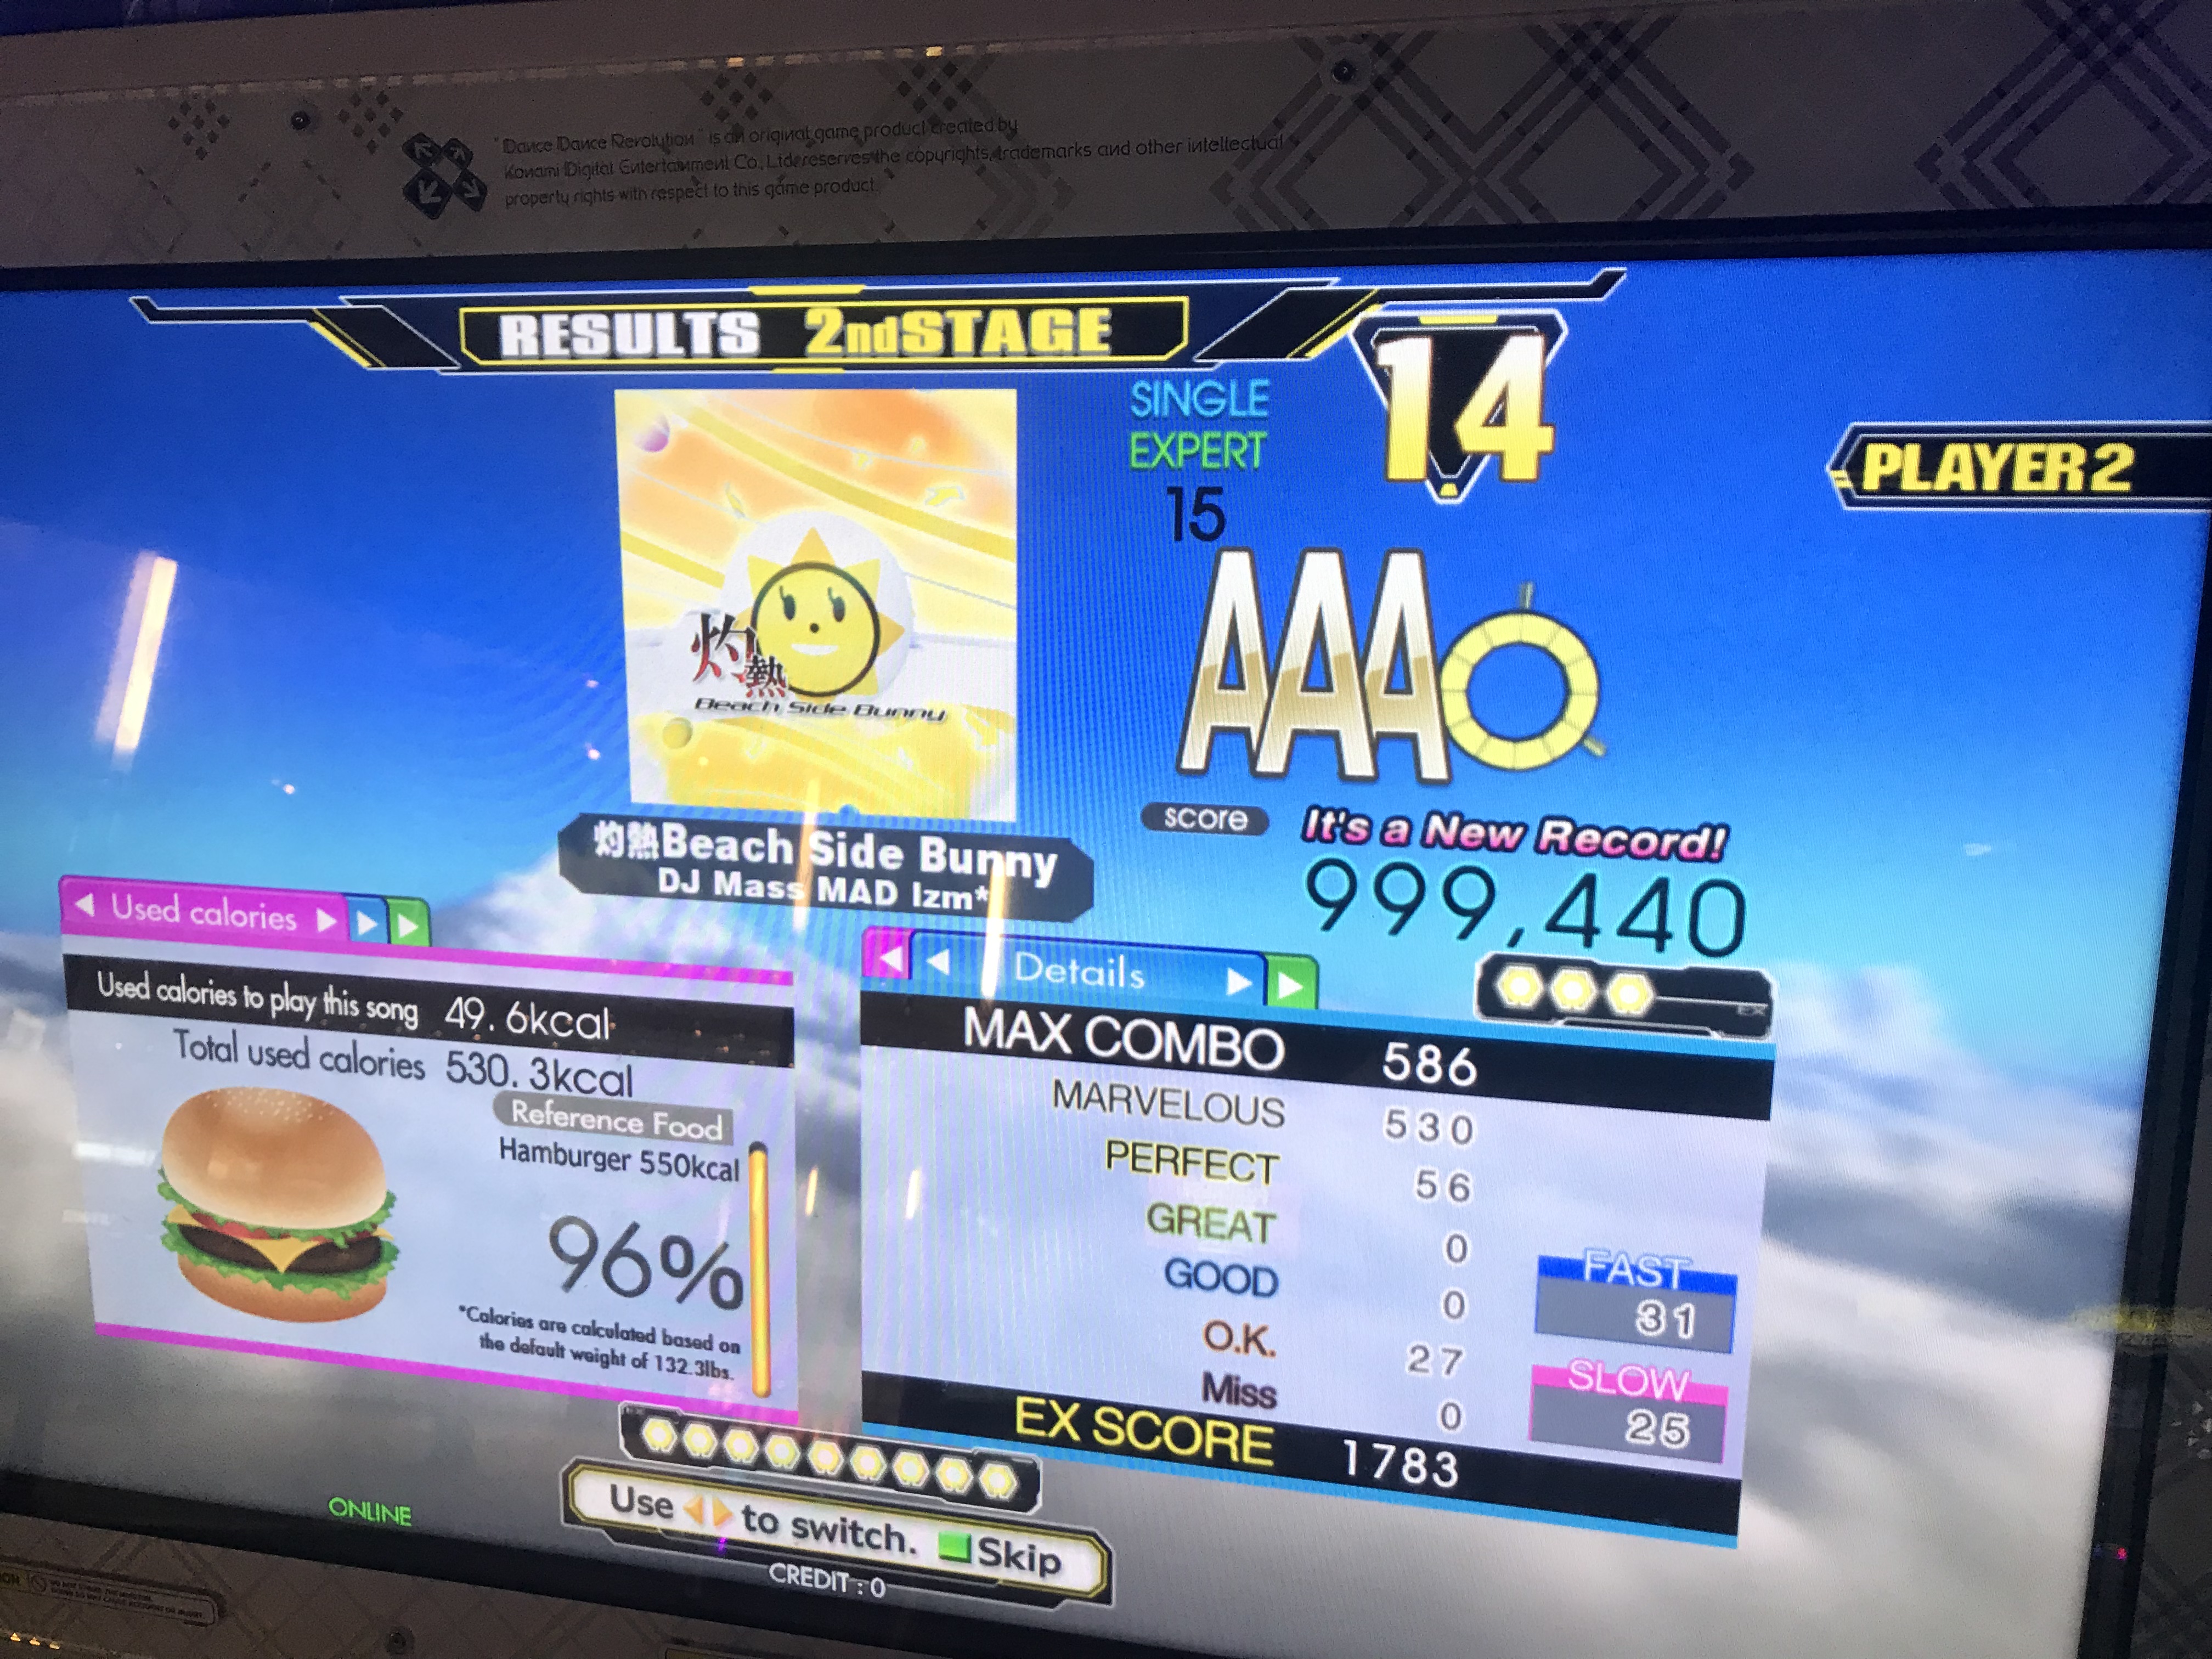 "Dance Dance Revolution" is an original game product created by
Konami Digital Entertainment Co., Ltd. reserves the copyrights, trademarks and other intellectual
property rights with respect to this game product.
RESULTS 2ndSTAGE
14
SINGLE
EXPERT
15
PLAYER2
AAA
灼熱
Beach Side Bunny
score
It's a New Record!
999,440
灼熱Beach Side Bunny
DJ Mass MAD Izm*
Used calories
Used calories to play this song 49.6kcal
Total used calories 530.3kcal
Reference Food
Hamburger 550kcal
96%
*Calories are calculated based on
the default weight of 132.3lbs.
Details
EX
MAX COMBO 586
MARVELOUS 530
PERFECT 56
GREAT 0
GOOD 0
O.K. 27
Miss 0
EX SCORE 1783
FAST
31
SLOW
25
Use to switch. Skip
ONLINE
CREDIT : 0